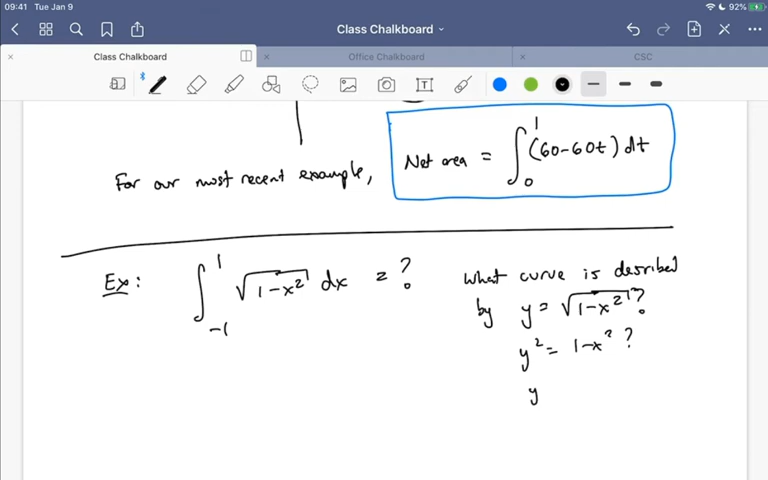 09:41 Tue Jan 9
92%
Class Chalkboard
Class Chalkboard
Office Chalkboard
CSC
Net area = ∫₀¹ (60-60t) dt
For our most recent example,
Ex: ∫₋₁¹ √(1-x²) dx = ?
What curve is desribed
by y = √(1-x²)?
y² = 1-x² ?
y